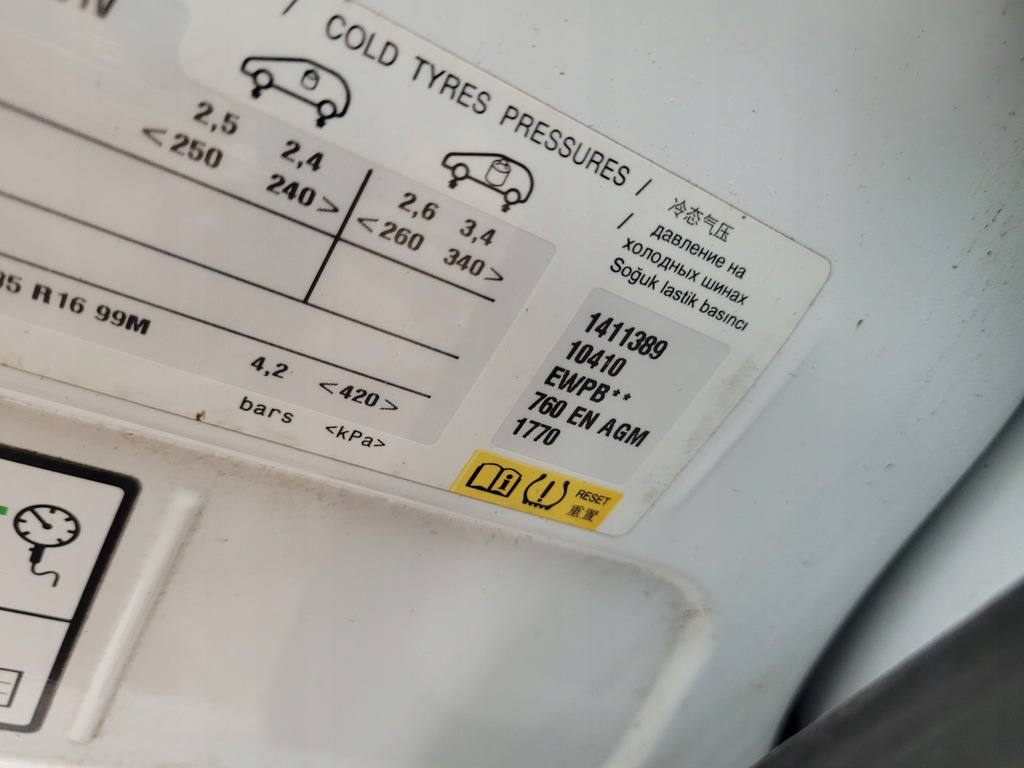 COLD TYRES PRESSURES /
/ 冷态气压
давление на
холодных шинах
Soğuk lastik basıncı
2,5 2,4
<250 240>
2,6 3,4
<260 340>
R16 99M
4,2 <420>
bars <kPa>
1411389
10410
EWPB**
760 EN AGM
1770
RESET
重置